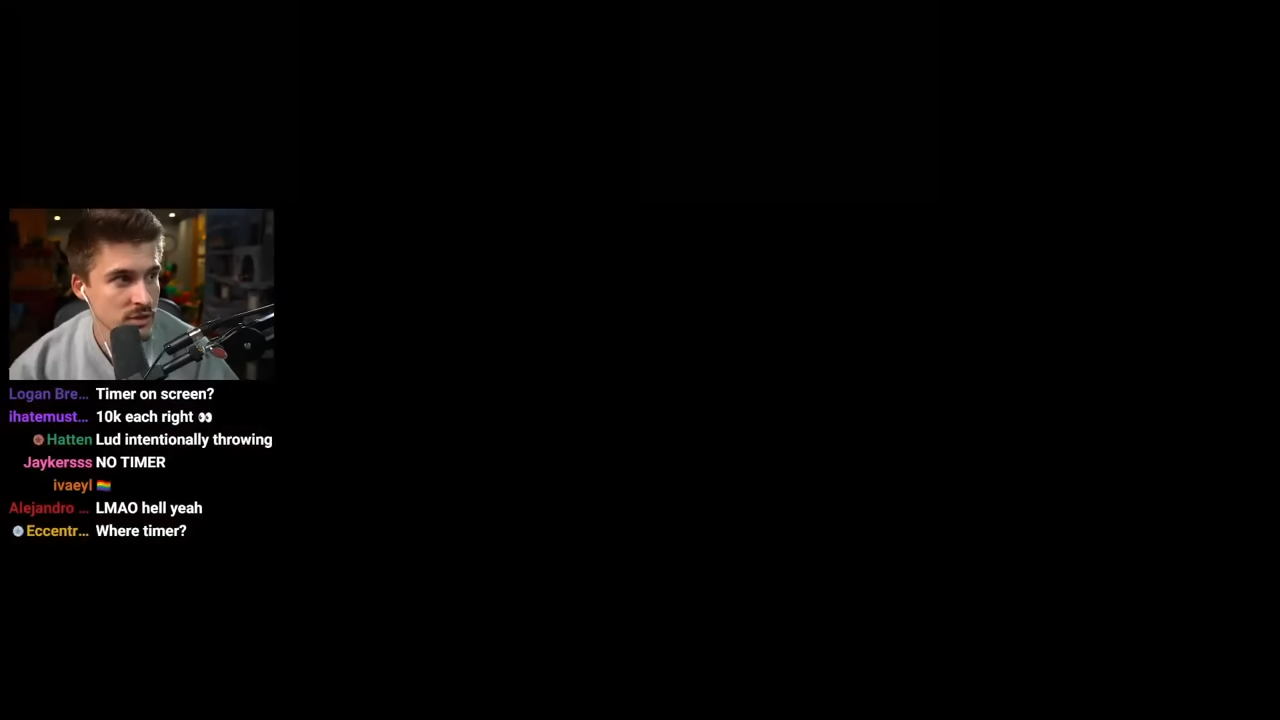 Logan Bre... Timer on screen?
ihatemust... 10k each right 👀
Hatten Lud intentionally throwing
Jaykersss NO TIMER
ivaeyl 🏳️‍🌈
Alejandro ... LMAO hell yeah
Eccentr... Where timer?